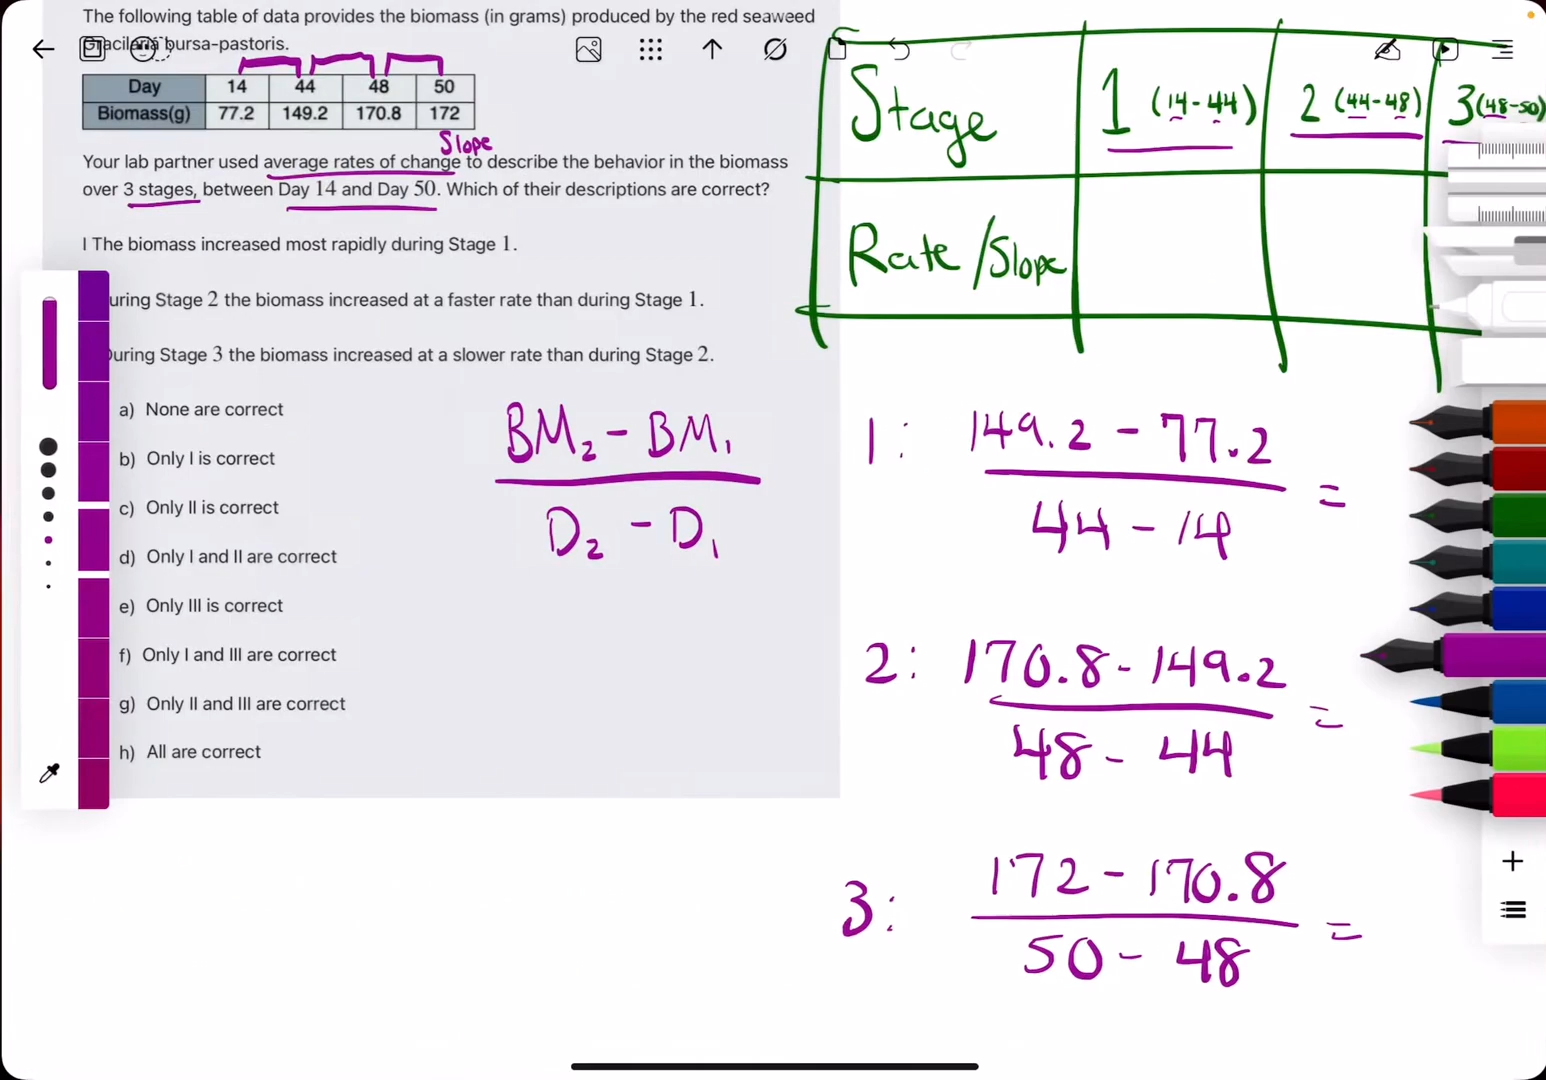 The following table of data provides the biomass (in grams) produced by the red seaweed
bursa-pastoris.
Day 14 44 48 50
Biomass(g) 77.2 149.2 170.8 172
Slope
Your lab partner used average rates of change to describe the behavior in the biomass
over 3 stages, between Day 14 and Day 50. Which of their descriptions are correct?
I The biomass increased most rapidly during Stage 1.
uring Stage 2 the biomass increased at a faster rate than during Stage 1.
uring Stage 3 the biomass increased at a slower rate than during Stage 2.
a) None are correct
b) Only I is correct
c) Only II is correct
d) Only I and II are correct
e) Only III is correct
f) Only I and III are correct
g) Only II and III are correct
h) All are correct
BM₂ - BM₁
D₂ - D₁
Stage 1 (14-44) 2 (44-48) 3 (48-50)
Rate/Slope
1: 149.2 - 77.2 =
44 - 14
2: 170.8 - 149.2 =
48 - 44
3: 172 - 170.8 =
50 - 48